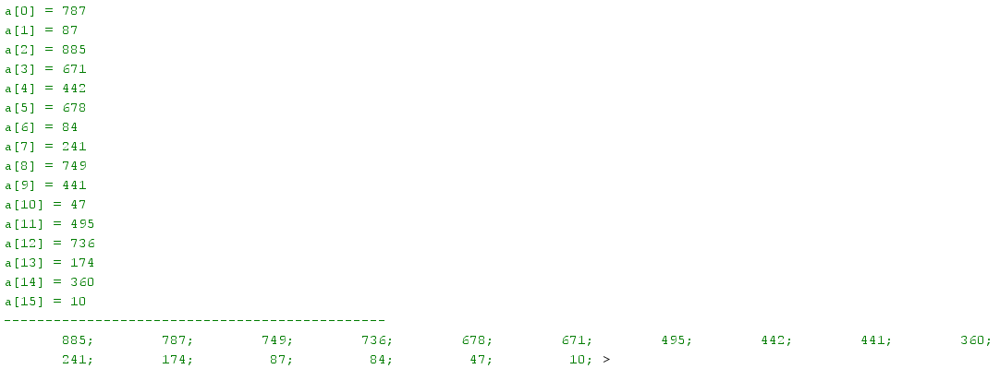 a[0] = 787
a[1] = 87
a[2] = 885
a[3] = 671
a[4] = 442
a[5] = 678
a[6] = 84
a[7] = 241
a[8] = 749
a[9] = 441
a[10] = 47
a[11] = 495
a[12] = 736
a[13] = 174
a[14] = 360
a[15] = 10
----------------------------------------------
885; 787; 749; 736; 678; 671; 495; 442; 441; 360;
241; 174; 87; 84; 47; 10; >